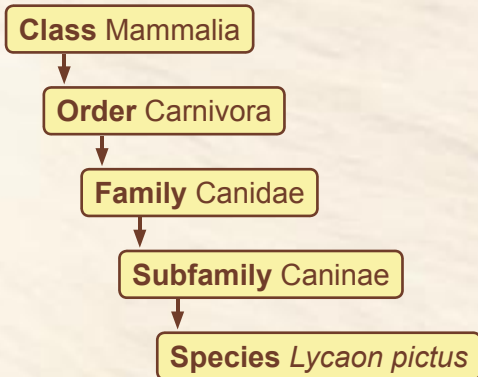 Class Mammalia
Order Carnivora
Family Canidae
Subfamily Caninae
Species Lycaon pictus